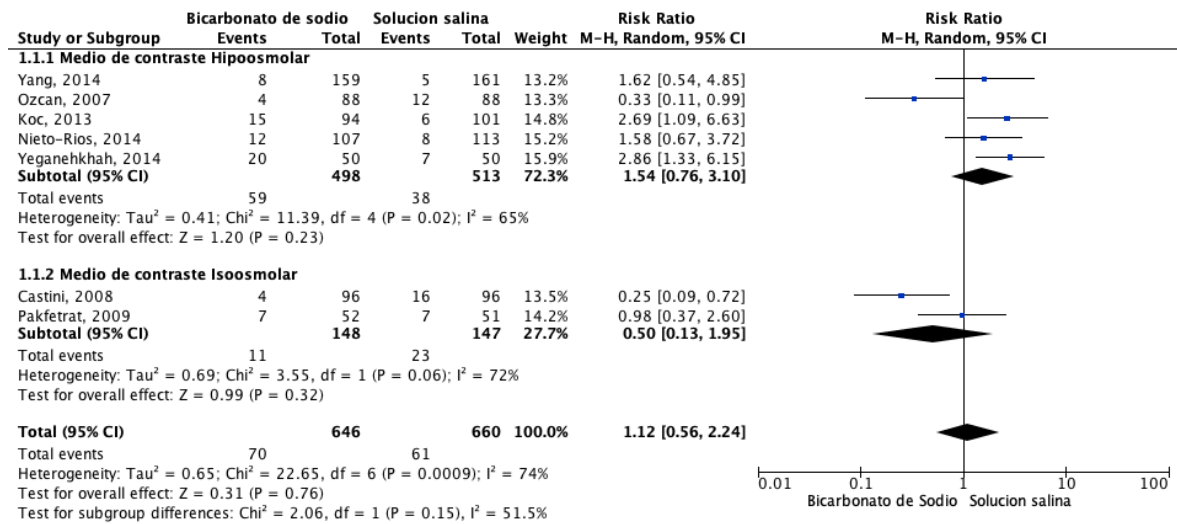 Bicarbonato de sodio Solucion salina Risk Ratio Risk Ratio
Study or Subgroup Events Total Events Total Weight M-H, Random, 95% CI M-H, Random, 95% CI
1.1.1 Medio de contraste Hipoosmolar
Yang, 2014 8 159 5 161 13.2% 1.62 [0.54, 4.85]
Ozcan, 2007 4 88 12 88 13.3% 0.33 [0.11, 0.99]
Koc, 2013 15 94 6 101 14.8% 2.69 [1.09, 6.63]
Nieto-Rios, 2014 12 107 8 113 15.2% 1.58 [0.67, 3.72]
Yeganehkhah, 2014 20 50 7 50 15.9% 2.86 [1.33, 6.15]
Subtotal (95% CI) 498 513 72.3% 1.54 [0.76, 3.10]
Total events 59 38
Heterogeneity: Tau² = 0.41; Chi² = 11.39, df = 4 (P = 0.02); I² = 65%
Test for overall effect: Z = 1.20 (P = 0.23)
1.1.2 Medio de contraste Isoosmolar
Castini, 2008 4 96 16 96 13.5% 0.25 [0.09, 0.72]
Pakfetrat, 2009 7 52 7 51 14.2% 0.98 [0.37, 2.60]
Subtotal (95% CI) 148 147 27.7% 0.50 [0.13, 1.95]
Total events 11 23
Heterogeneity: Tau² = 0.69; Chi² = 3.55, df = 1 (P = 0.06); I² = 72%
Test for overall effect: Z = 0.99 (P = 0.32)
Total (95% CI) 646 660 100.0% 1.12 [0.56, 2.24]
Total events 70 61
Heterogeneity: Tau² = 0.65; Chi² = 22.65, df = 6 (P = 0.0009); I² = 74%
Test for overall effect: Z = 0.31 (P = 0.76)
Test for subgroup differences: Chi² = 2.06, df = 1 (P = 0.15), I² = 51.5%
0.01 0.1 1 10 100
Bicarbonato de Sodio Solucion salina